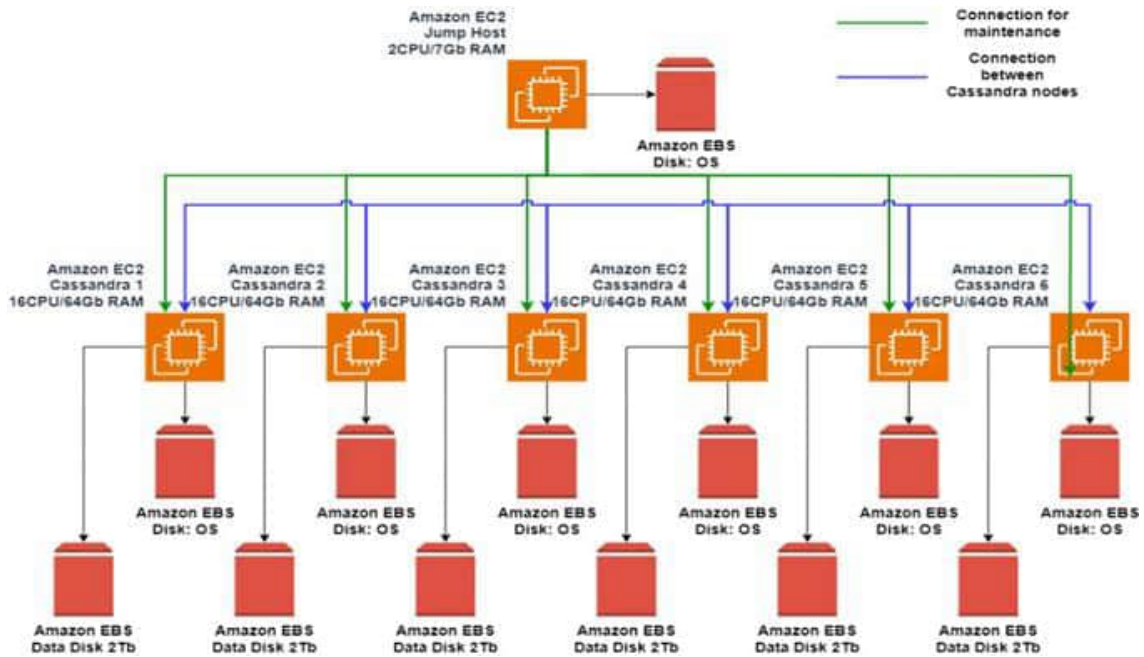 Amazon EC2
Jump Host
2CPU/7Gb RAM
Connection for
maintenance
Connection
between
Cassandra nodes
Amazon EBS
Disk: OS
Amazon EC2
Cassandra 1
16CPU/64Gb RAM
Amazon EC2
Cassandra 2
16CPU/64Gb RAM
Amazon EC2
Cassandra 3
16CPU/64Gb RAM
Amazon EC2
Cassandra 4
16CPU/64Gb RAM
Amazon EC2
Cassandra 5
16CPU/64Gb RAM
Amazon EC2
Cassandra 6
16CPU/64Gb RAM
Amazon EBS
Disk: OS
Amazon EBS
Disk: OS
Amazon EBS
Disk: OS
Amazon EBS
Disk: OS
Amazon EBS
Disk: OS
Amazon EBS
Disk: OS
Amazon EBS
Data Disk 2Tb
Amazon EBS
Data Disk 2Tb
Amazon EBS
Data Disk 2Tb
Amazon EBS
Data Disk 2Tb
Amazon EBS
Data Disk 2Tb
Amazon EBS
Data Disk 2Tb